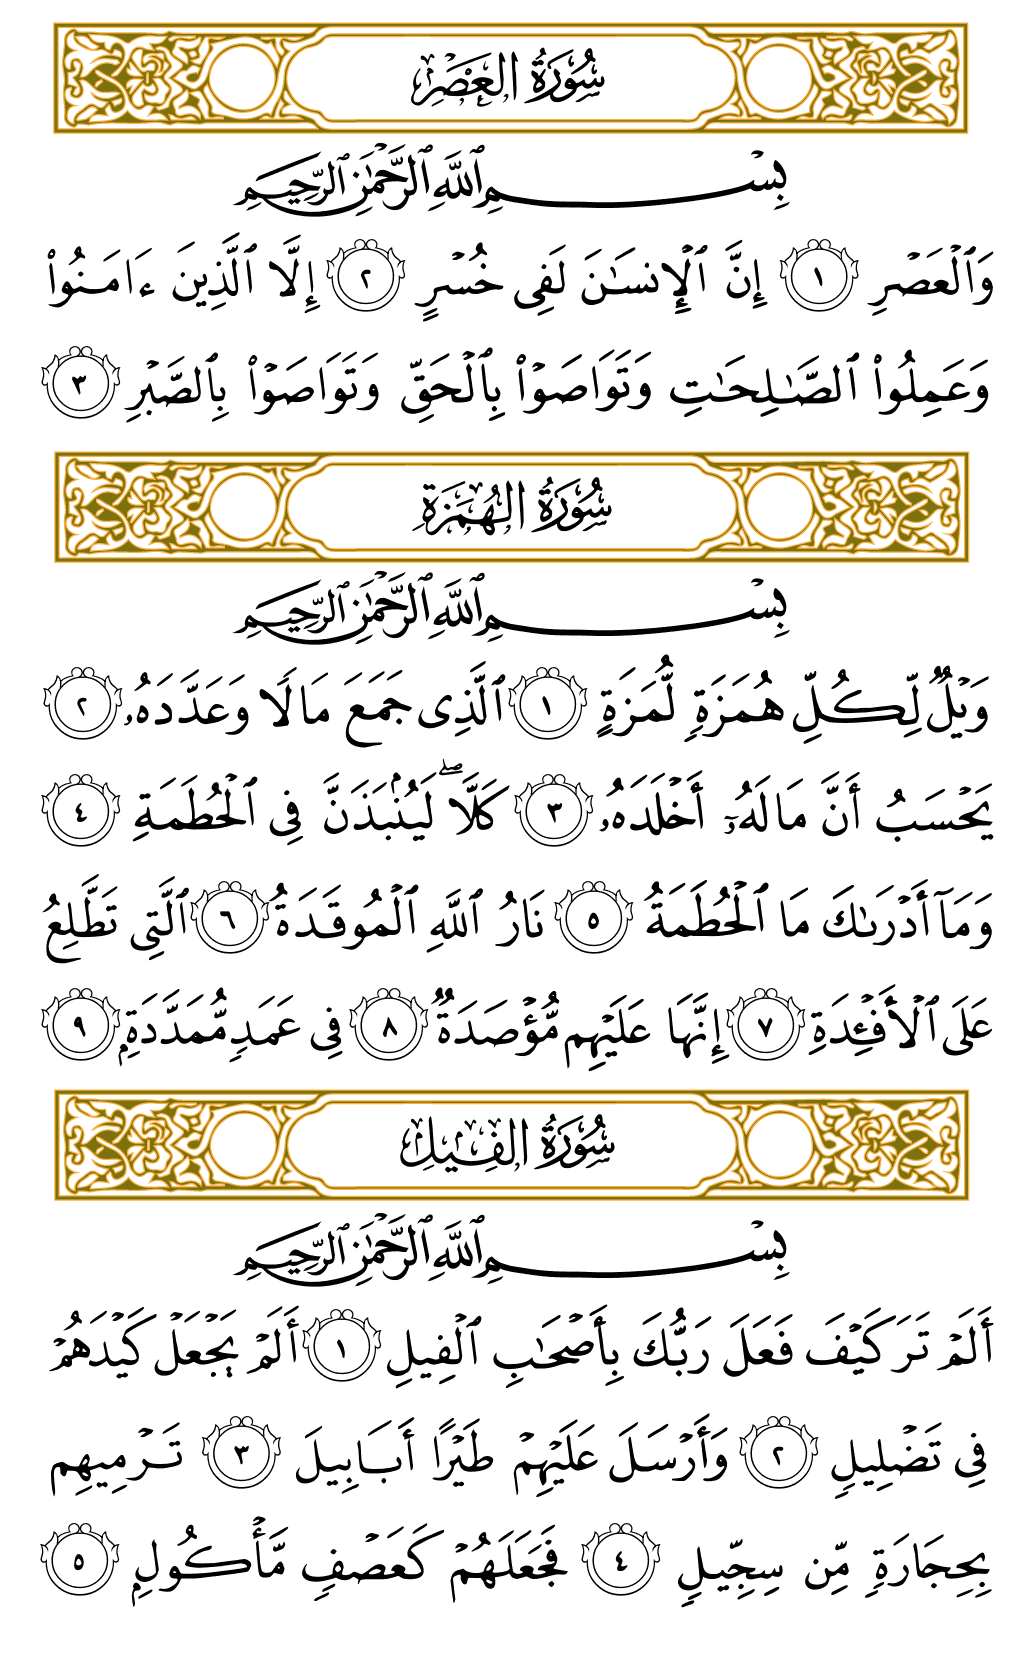 سُورَةُ العَصْرِ
بِسْمِ ٱللَّهِ ٱلرَّحْمَٰنِ ٱلرَّحِيمِ
وَٱلْعَصْرِ ١ إِنَّ ٱلْإِنسَـٰنَ لَفِى خُسْرٍ ٢ إِلَّا ٱلَّذِينَ ءَامَنُوا۟
وَعَمِلُوا۟ ٱلصَّـٰلِحَـٰتِ وَتَوَاصَوْا۟ بِٱلْحَقِّ وَتَوَاصَوْا۟ بِٱلصَّبْرِ ٣
سُورَةُ الهُمَزَةِ
بِسْمِ ٱللَّهِ ٱلرَّحْمَٰنِ ٱلرَّحِيمِ
وَيْلٌ لِّكُلِّ هُمَزَةٍ لُّمَزَةٍ ١ ٱلَّذِى جَمَعَ مَالًا وَعَدَّدَهُۥ ٢
يَحْسَبُ أَنَّ مَالَهُۥٓ أَخْلَدَهُۥ ٣ كَلَّا ۖ لَيُنۢبَذَنَّ فِى ٱلْحُطَمَةِ ٤
وَمَآ أَدْرَىٰكَ مَا ٱلْحُطَمَةُ ٥ نَارُ ٱللَّهِ ٱلْمُوقَدَةُ ٦ ٱلَّتِى تَطَّلِعُ
عَلَى ٱلْأَفْـِٔدَةِ ٧ إِنَّهَا عَلَيْهِم مُّؤْصَدَةٌ ٨ فِى عَمَدٍ مُّمَدَّدَةٍۭ ٩
سُورَةُ الفِيلِ
بِسْمِ ٱللَّهِ ٱلرَّحْمَٰنِ ٱلرَّحِيمِ
أَلَمْ تَرَ كَيْفَ فَعَلَ رَبُّكَ بِأَصْحَـٰبِ ٱلْفِيلِ ١ أَلَمْ يَجْعَلْ كَيْدَهُمْ
فِى تَضْلِيلٍ ٢ وَأَرْسَلَ عَلَيْهِمْ طَيْرًا أَبَابِيلَ ٣ تَرْمِيهِم
بِحِجَارَةٍ مِّن سِجِّيلٍ ٤ فَجَعَلَهُمْ كَعَصْفٍ مَّأْكُولٍۭ ٥